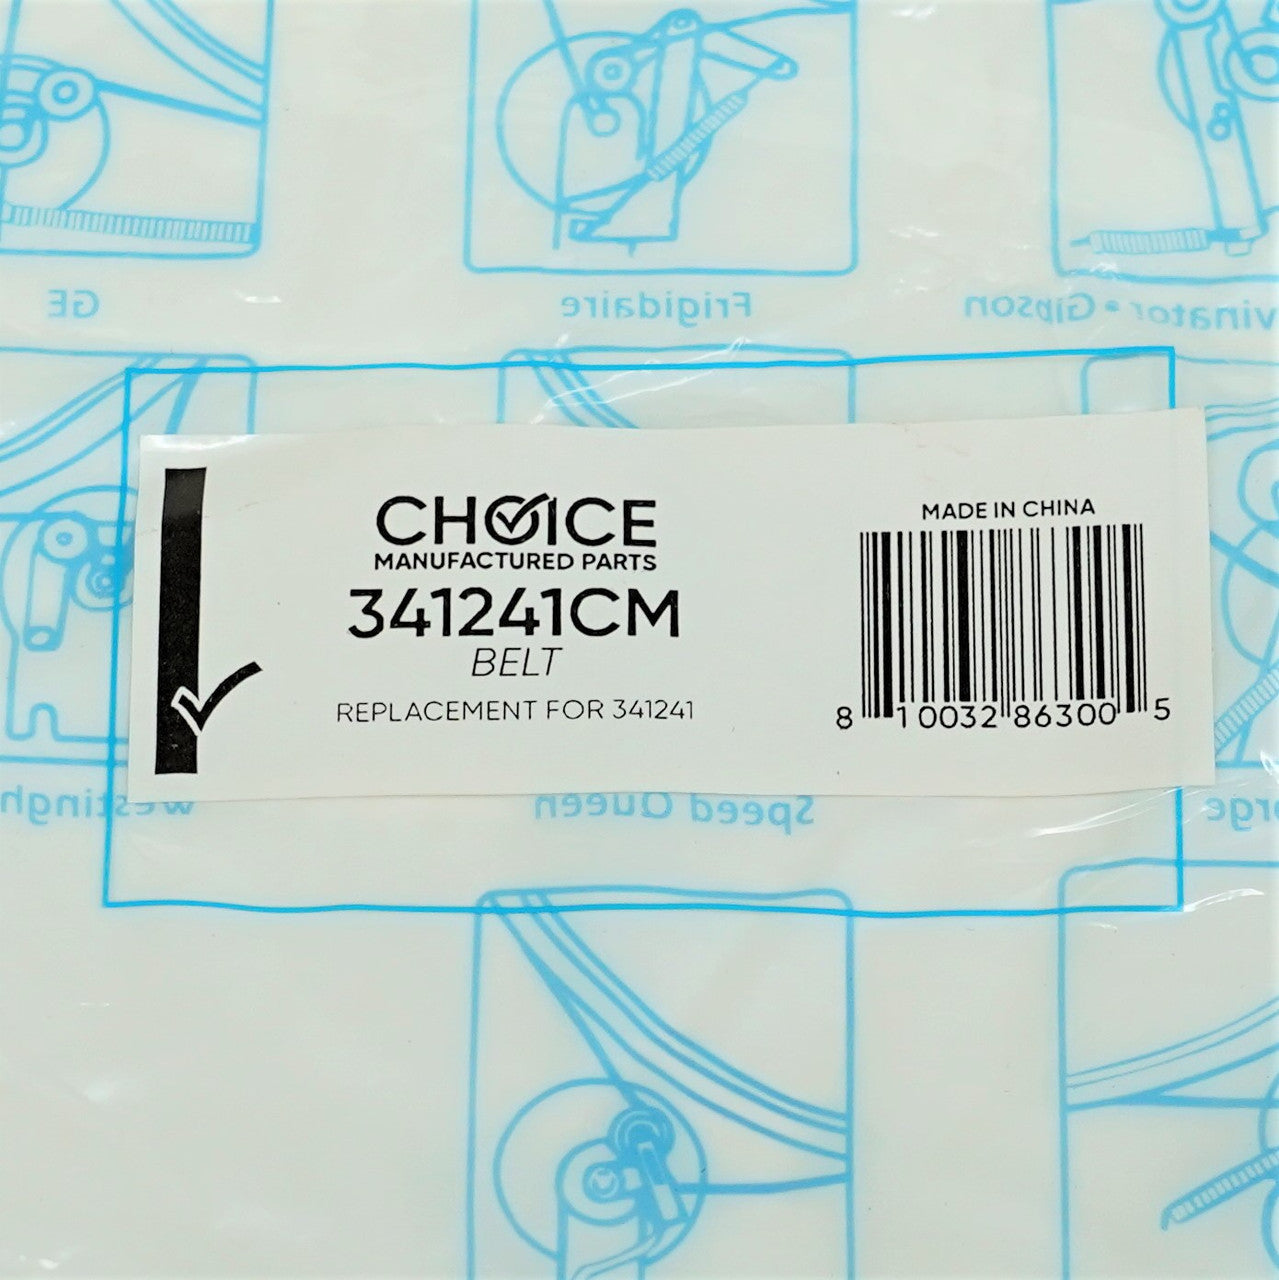 GE
Frigidaire
vinator • Gipson
CHOICE
MANUFACTURED PARTS
341241CM
BELT
REPLACEMENT FOR 341241
MADE IN CHINA
8 10032 86300 5
Speed Queen